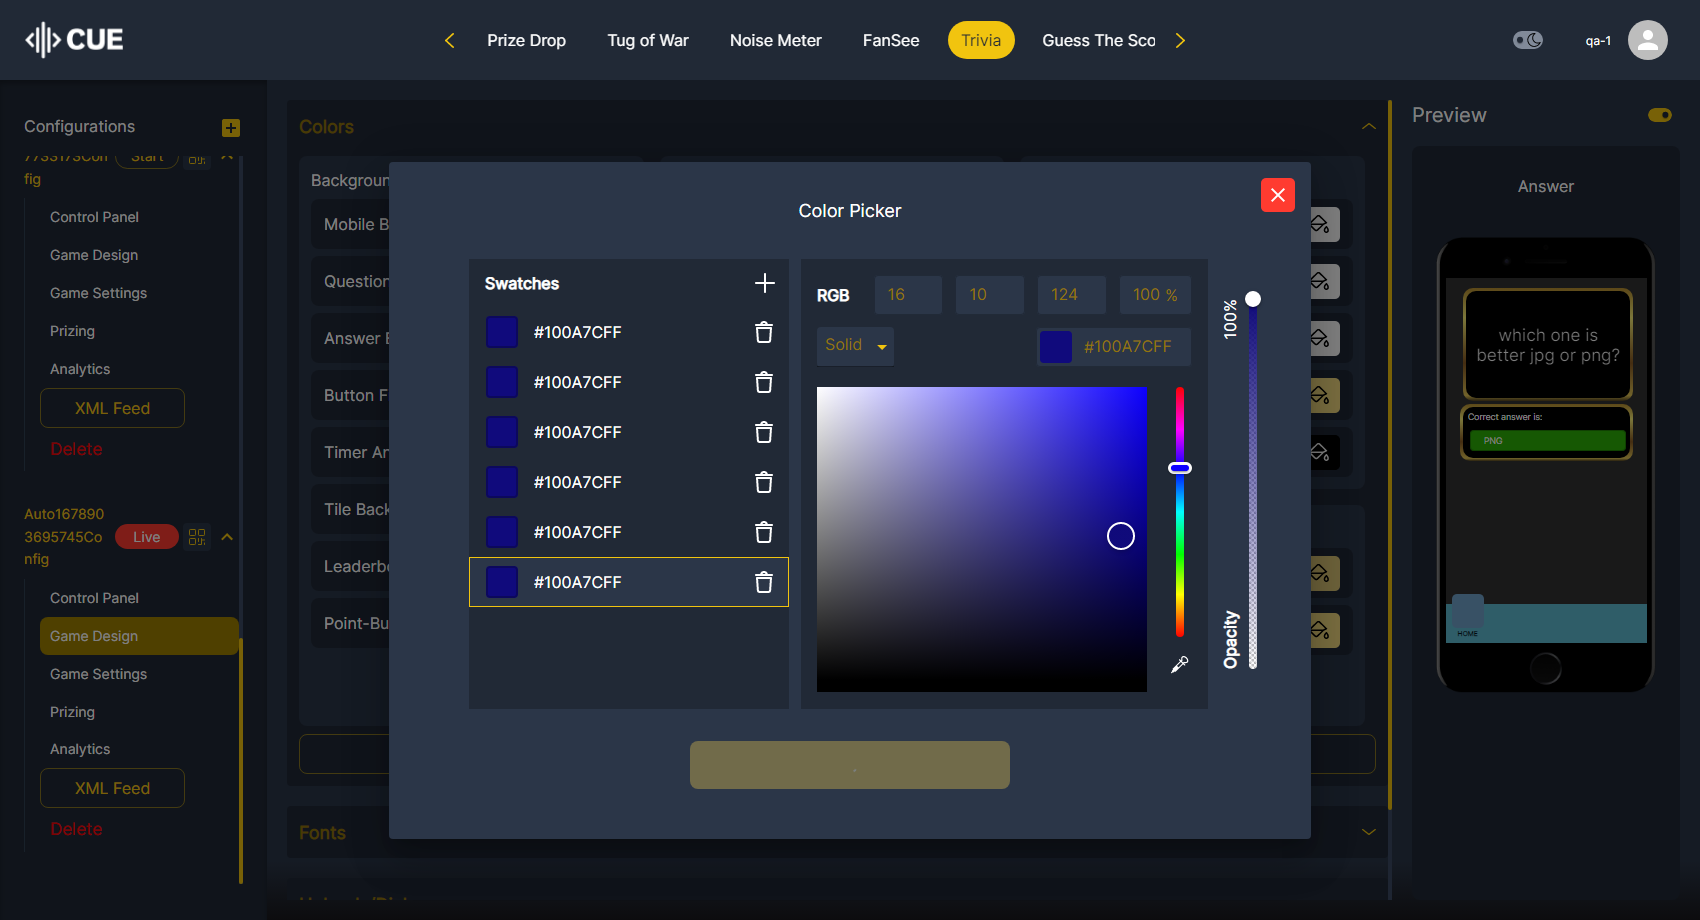 CUE
Prize Drop
Tug of War
Noise Meter
FanSee
Trivia
Guess The Sco
qa-1
Configurations
Start
fig
Control Panel
Game Design
Game Settings
Prizing
Analytics
XML Feed
Delete
Auto167890
3695745Co
nfig
Live
Control Panel
Game Design
Game Settings
Prizing
Analytics
XML Feed
Delete
Colors
Backgroun
Mobile B
Question
Answer
Button F
Timer An
Tile Back
Leaderb
Point-Bu
Fonts
Color Picker
Swatches
#100A7CFF
#100A7CFF
#100A7CFF
#100A7CFF
#100A7CFF
#100A7CFF
RGB
16
10
124
100 %
Solid
#100A7CFF
100%
Opacity
Preview
Answer
which one is
better jpg or png?
Correct answer is:
PNG
HOME